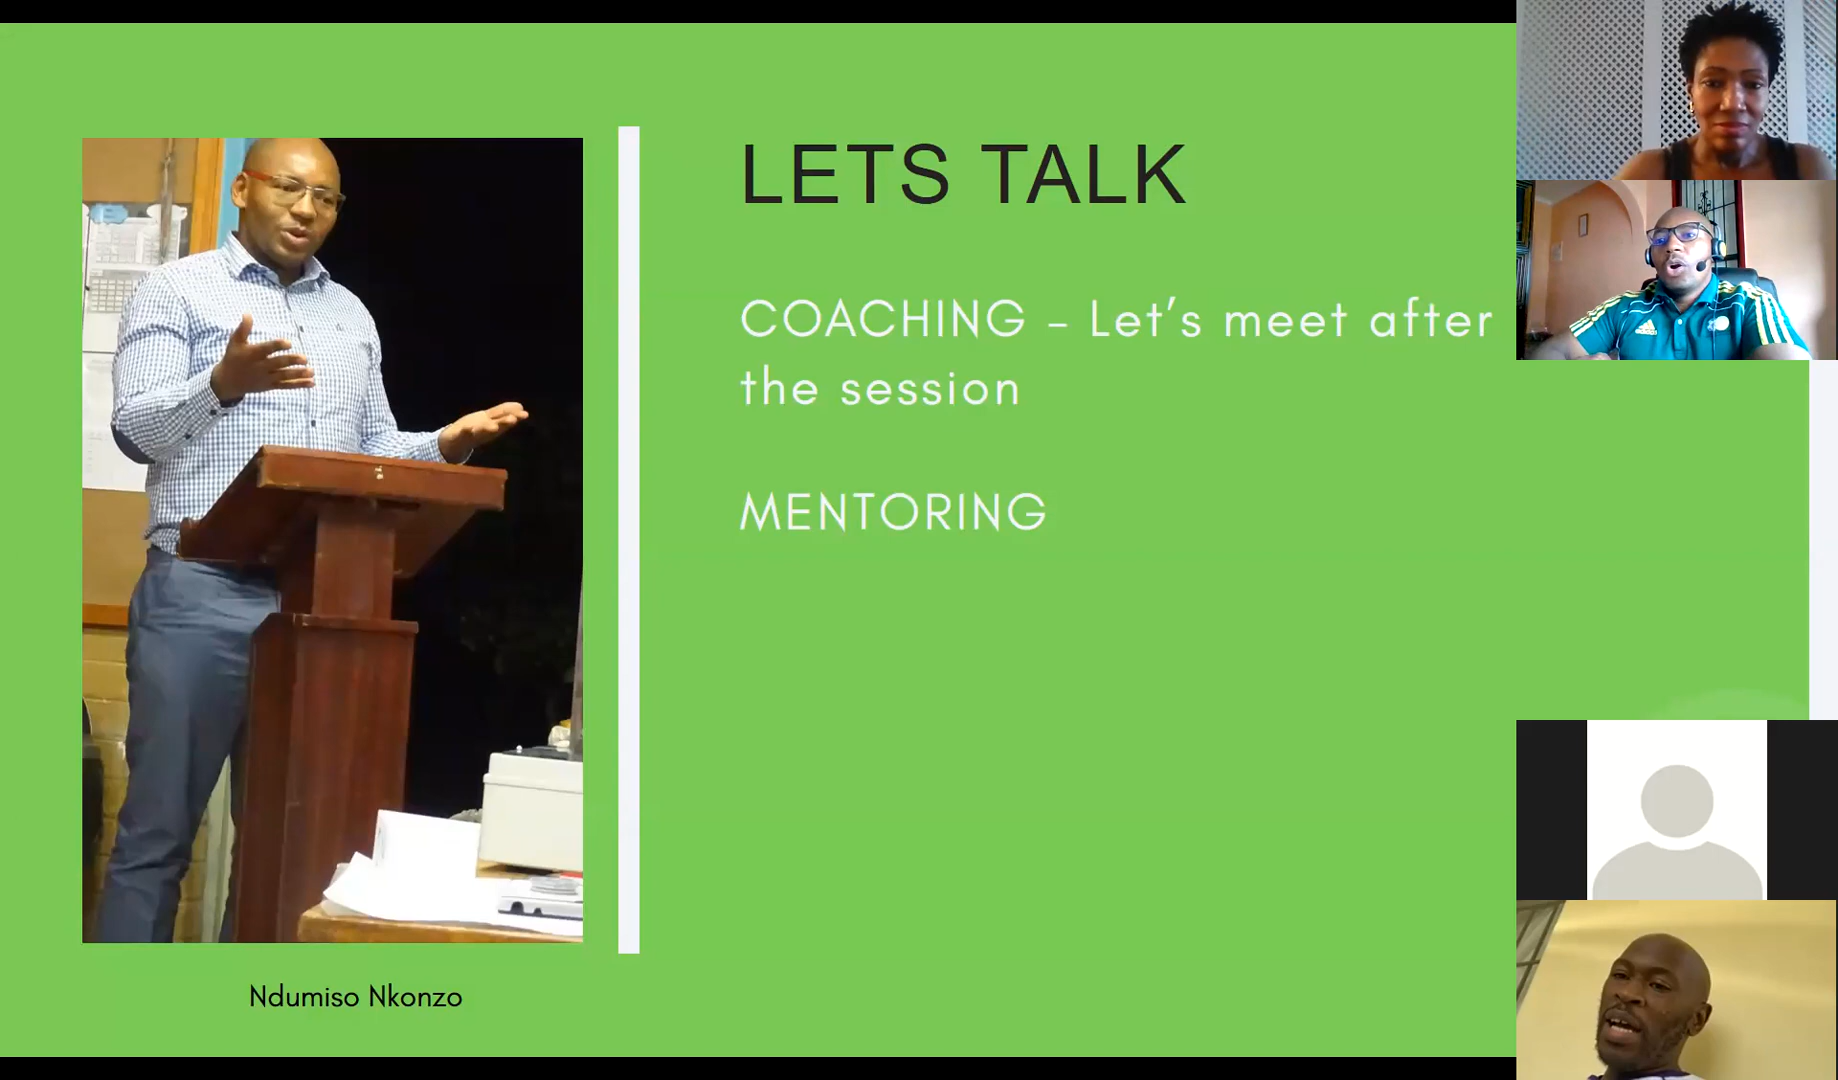 LETS TALK
COACHING – Let's meet after
the session
MENTORING
Ndumiso Nkonzo